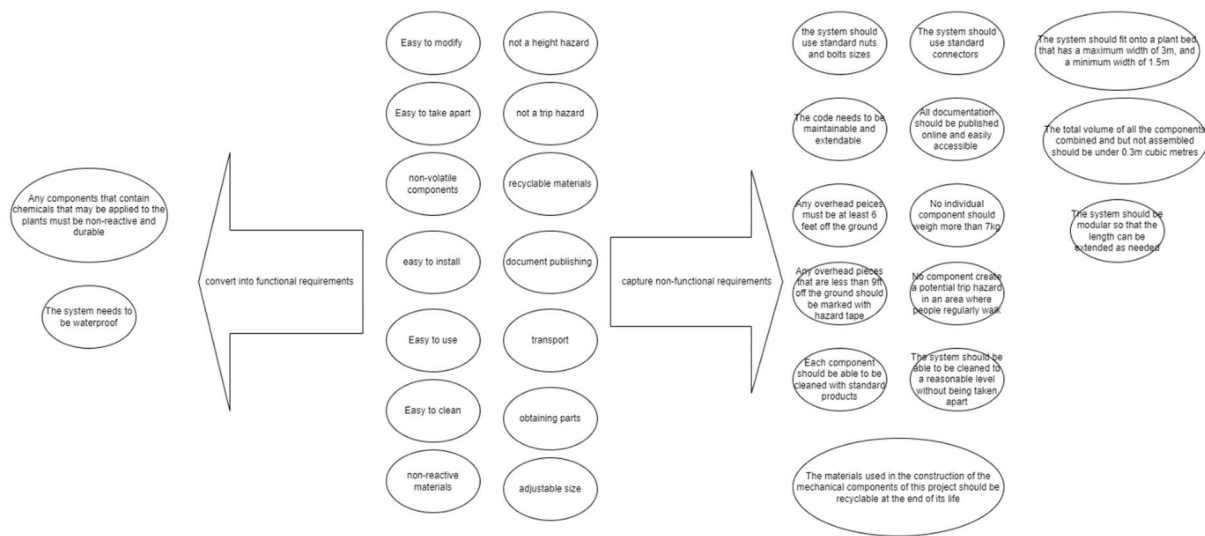 Any components that contain
chemicals that may be applied to the
plants must be non-reactive and
durable
The system needs to
be waterproof
convert into functional requirements
Easy to modify
Easy to take apart
non-volatile
components
easy to install
Easy to use
Easy to clean
non-reactive
materials
not a height hazard
not a trip hazard
recyclable materials
document publishing
transport
obtaining parts
adjustable size
capture non-functional requirements
the system should
use standard nuts
and bolts sizes
The code needs to be
maintainable and
extendable
Any overhead peices
must be at least 6
feet off the ground
Any overhead pieces
that are less than 9ft
off the ground should
be marked with
hazard tape
Each component
should be able to be
cleaned with standard
products
The system should
use standard
connectors
All documentation
should be published
online and easily
accessible
No individual
component should
weigh more than 7kg
No component create
a potential trip hazard
in an area where
people regularly walk
The system should be
able to be cleaned to
a reasonable level
without being taken
apart
The materials used in the construction of the
mechanical components of this project should be
recyclable at the end of its life
The system should fit onto a plant bed
that has a maximum width of 3m, and
a minimum width of 1.5m
The total volume of all the components
combined and but not assembled
should be under 0.3m cubic metres
The system should be
modular so that the
length can be
extended as needed